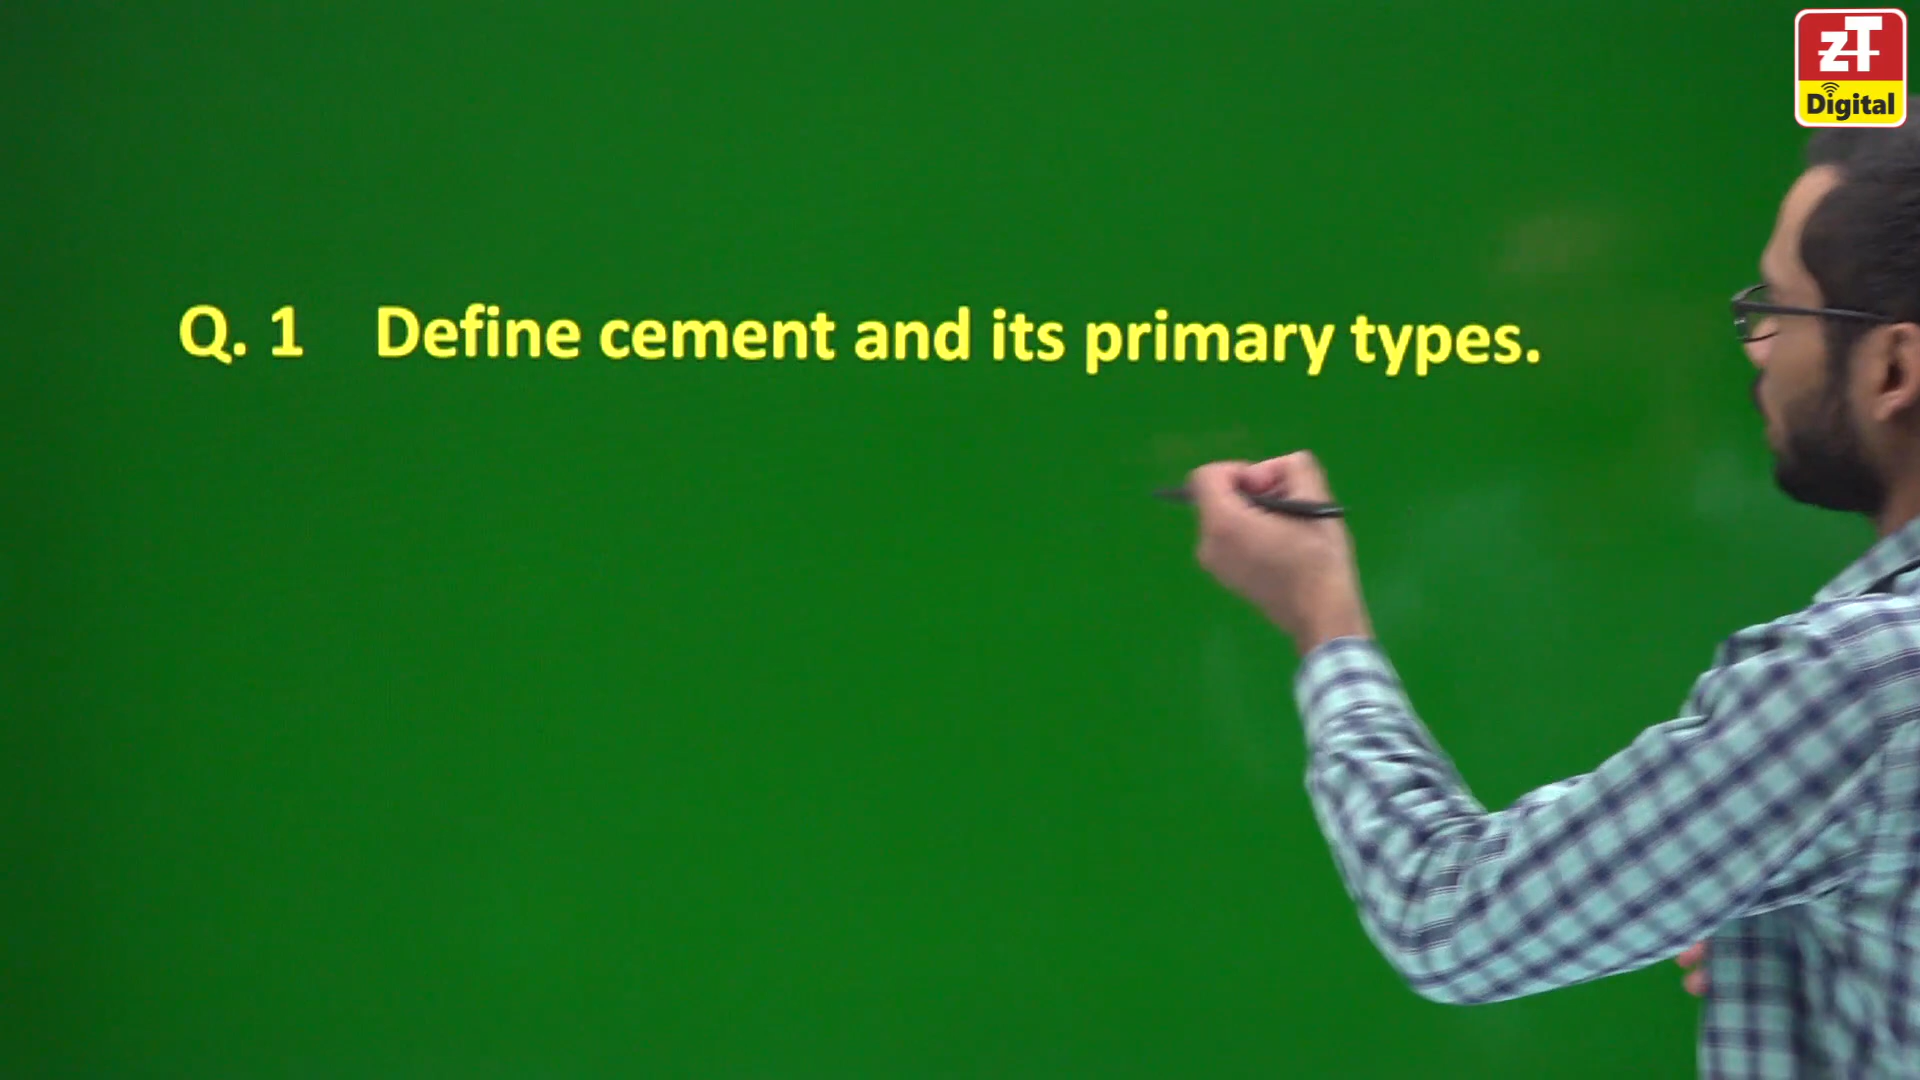 zT
Digital
Q. 1 Define cement and its primary types.